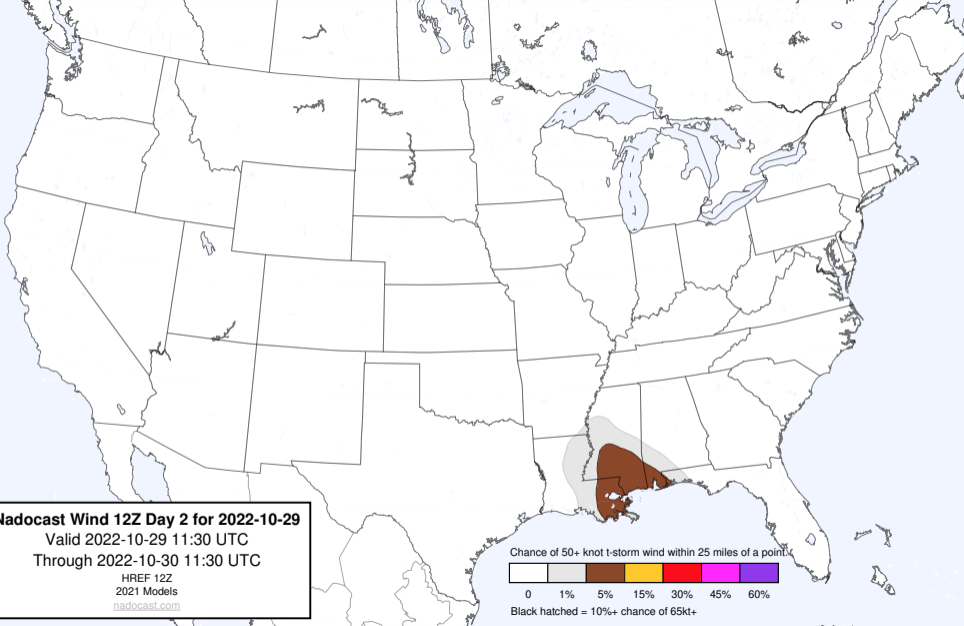 Nadocast Wind 12Z Day 2 for 2022-10-29
Valid 2022-10-29 11:30 UTC
Through 2022-10-30 11:30 UTC
HREF 12Z
2021 Models
nadocast.com
Chance of 50+ knot t-storm wind within 25 miles of a point.
0 1% 5% 15% 30% 45% 60%
Black hatched = 10%+ chance of 65kt+